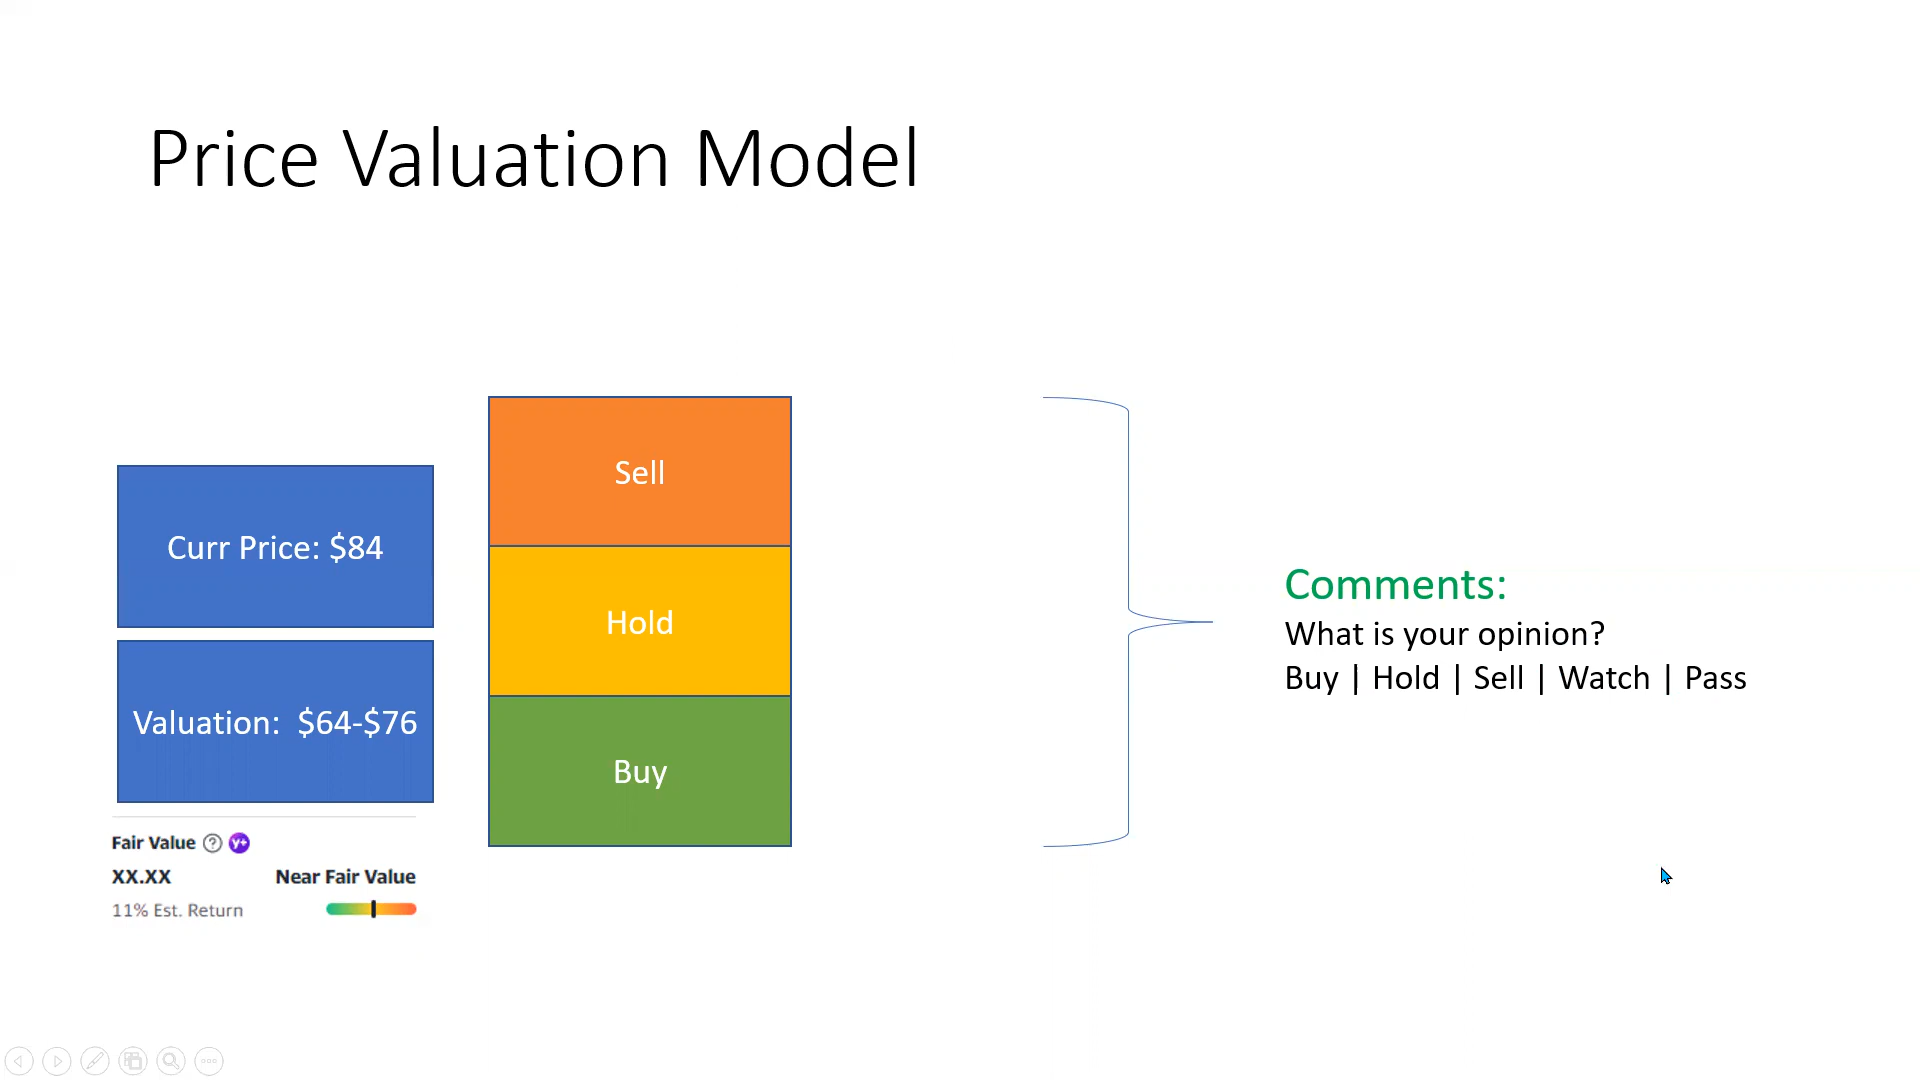 Price Valuation Model
Curr Price: $84
Valuation:  $64-$76
Fair Value ? y+
XX.XX
Near Fair Value
11% Est. Return
Sell
Hold
Buy
Comments:
What is your opinion?
Buy | Hold | Sell | Watch | Pass